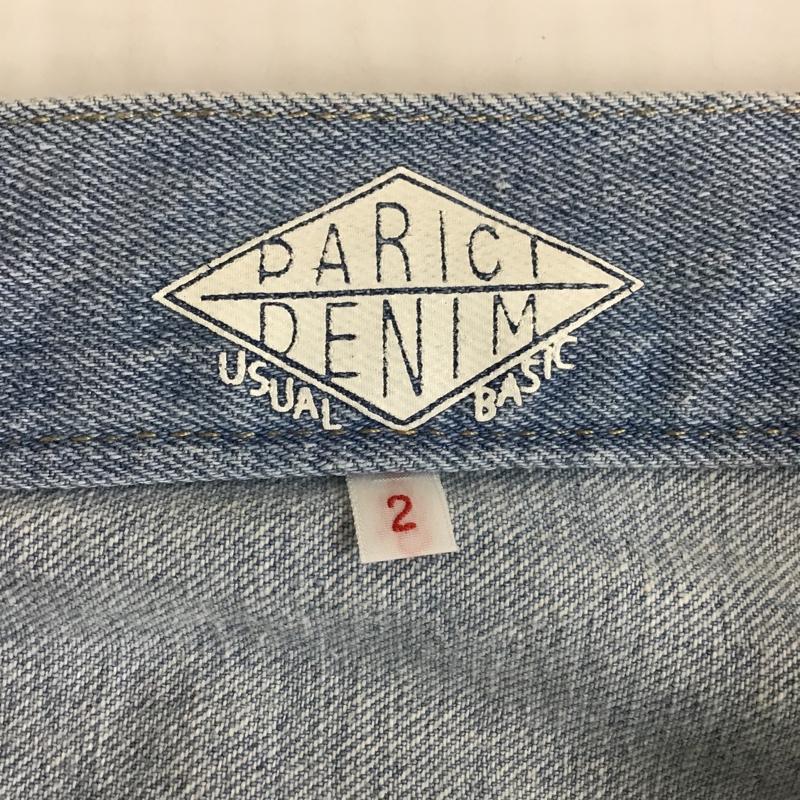 PARICI
DENIM
USUAL BASIC
2